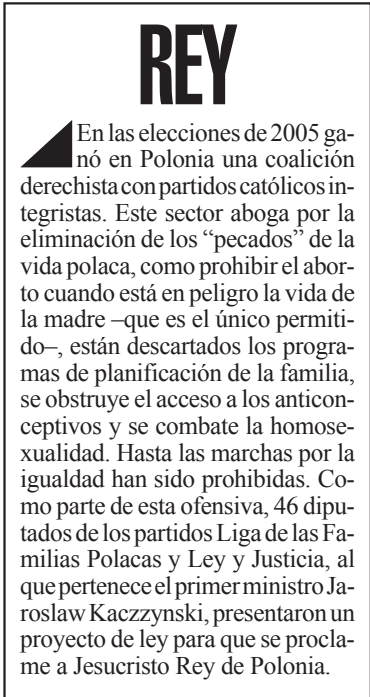 REY
En las elecciones de 2005 ga-
nó en Polonia una coalición
derechista con partidos católicos in-
tegristas. Este sector aboga por la
eliminación de los “pecados” de la
vida polaca, como prohibir el abor-
to cuando está en peligro la vida de
la madre –que es el único permiti-
do–, están descartados los progra-
mas de planificación de la familia,
se obstruye el acceso a los anticon-
ceptivos y se combate la homose-
xualidad. Hasta las marchas por la
igualdad han sido prohibidas. Co-
mo parte de esta ofensiva, 46 dipu-
tados de los partidos Liga de las Fa-
milias Polacas y Ley y Justicia, al
que pertenece el primer ministro Ja-
roslaw Kaczzynski, presentaron un
proyecto de ley para que se procla-
me a Jesucristo Rey de Polonia.